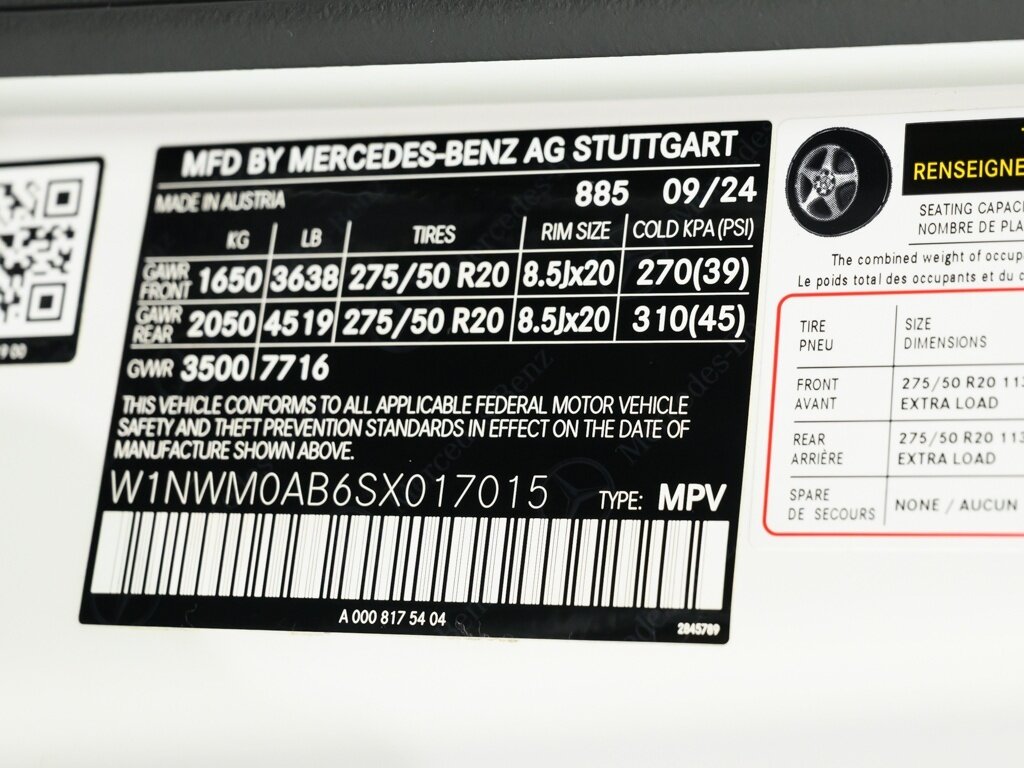 MFD BY MERCEDES-BENZ AG STUTTGART
MADE IN AUSTRIA 885 09/24
KG LB TIRES RIM SIZE COLD KPA (PSI)
GAWR FRONT 1650 3638 275/50 R20 8.5Jx20 270(39)
GAWR REAR 2050 4519 275/50 R20 8.5Jx20 310(45)
GVWR 3500 7716
THIS VEHICLE CONFORMS TO ALL APPLICABLE FEDERAL MOTOR VEHICLE
SAFETY AND THEFT PREVENTION STANDARDS IN EFFECT ON THE DATE OF
MANUFACTURE SHOWN ABOVE.
W1NWM0AB6SX017015 TYPE: MPV
A 000 817 54 04
2845789
RENSEIGNE
SEATING CAPACI
NOMBRE DE PLA
The combined weight of occup
Le poids total des occupants et du c
TIRE SIZE
PNEU DIMENSIONS
FRONT 275/50 R20 113
AVANT EXTRA LOAD
REAR 275/50 R20 113
ARRIÈRE EXTRA LOAD
SPARE NONE / AUCUN
DE SECOURS